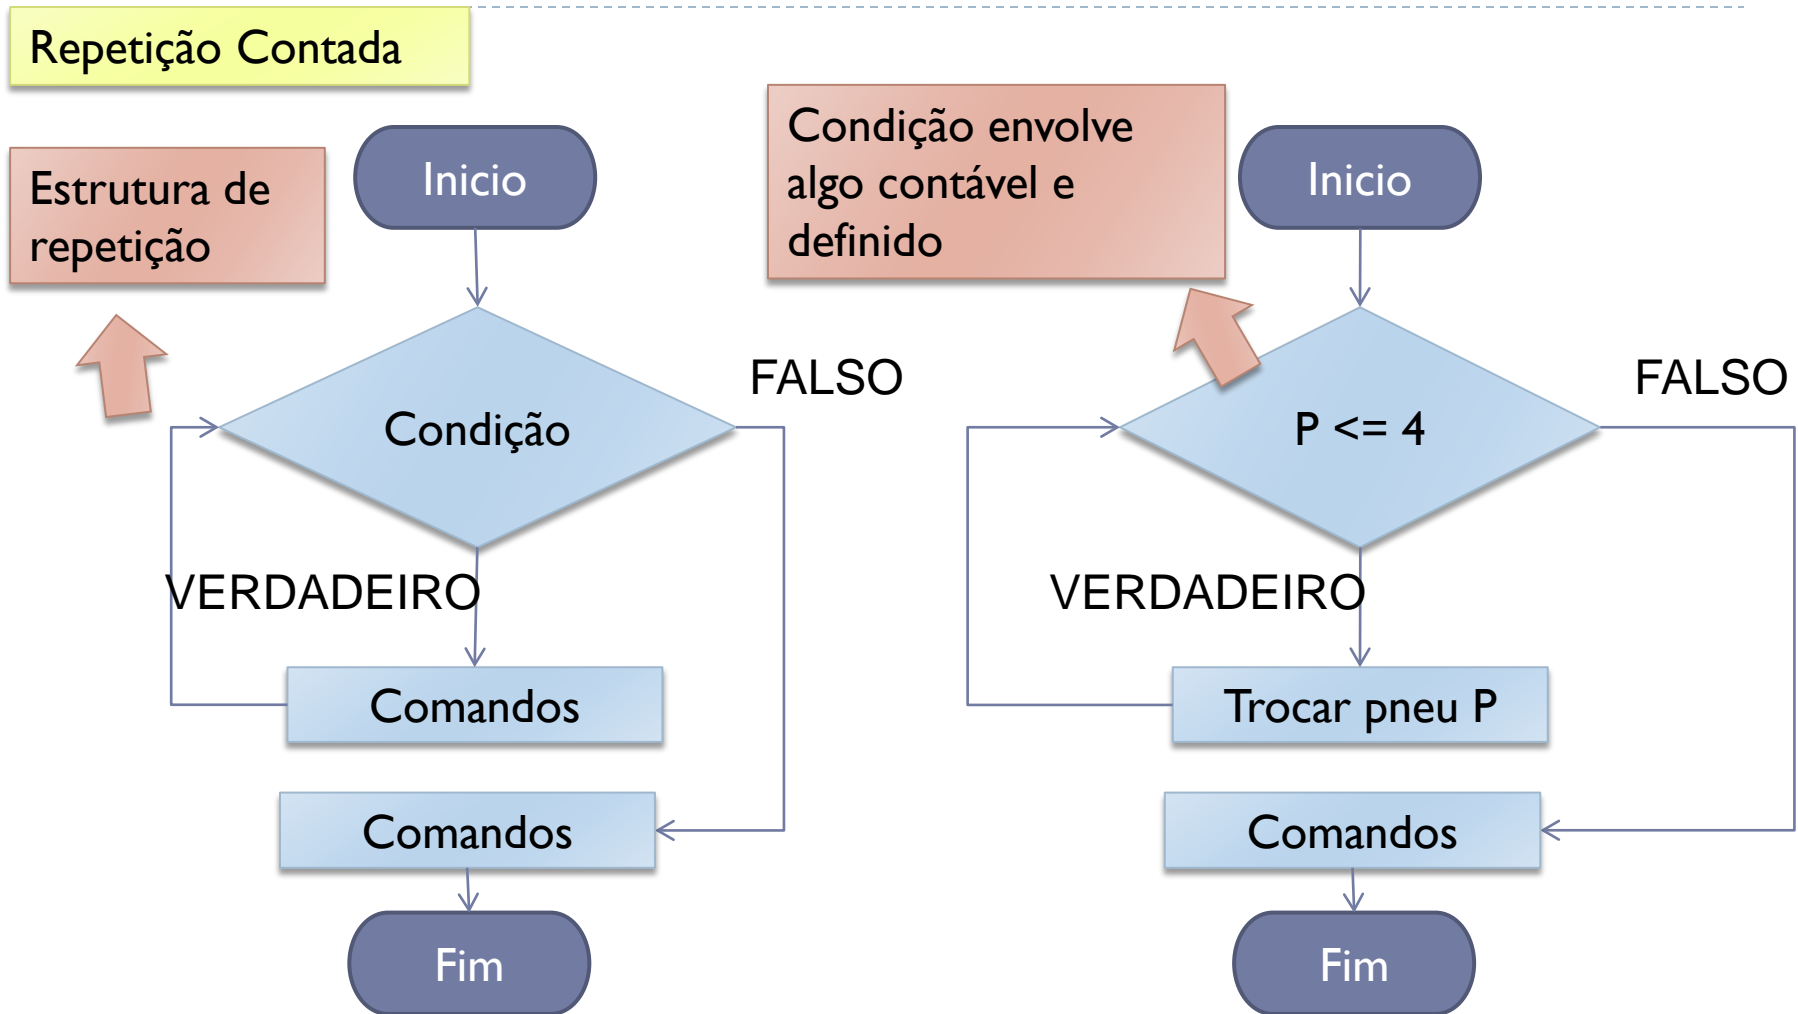 Repetição Contada
Estrutura de
repetição
Inicio
Condição
FALSO
VERDADEIRO
Comandos
Comandos
Fim
Condição envolve
algo contável e
definido
Inicio
P <= 4
FALSO
VERDADEIRO
Trocar pneu P
Comandos
Fim